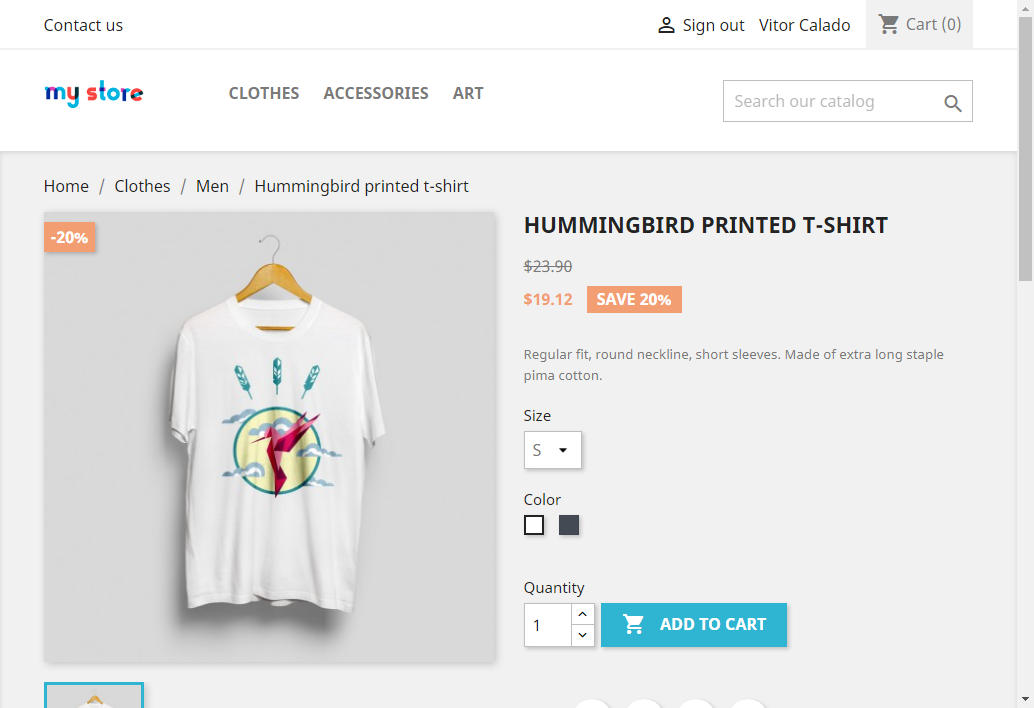 Contact us
Sign out
Vitor Calado
Cart (0)
my store
CLOTHES
ACCESSORIES
ART
Search our catalog
Home / Clothes / Men / Hummingbird printed t-shirt
-20%
HUMMINGBIRD PRINTED T-SHIRT
$23.90
$19.12
SAVE 20%
Regular fit, round neckline, short sleeves. Made of extra long staple
pima cotton.
Size
S
Color
Quantity
1
ADD TO CART